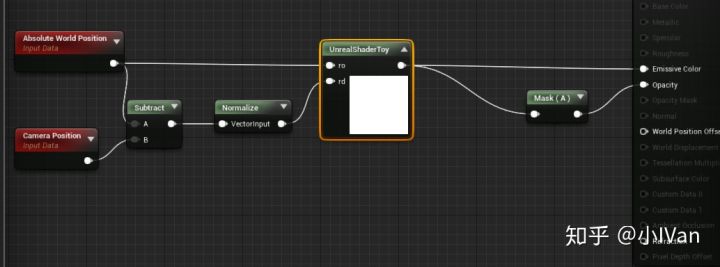 Absolute World Position
Input Data
Camera Position
Input Data
Subtract
A
B
Normalize
VectorInput
UnrealShaderToy
ro
rd
Mask ( A )
Base Color
Metallic
Specular
Roughness
Emissive Color
Opacity
Opacity Mask
Normal
World Position Offse
World Displacement
Tessellation Multipl
Subsurface Color
Custom Data 0
Custom Data 1
Ambient Occlusion
Refraction
Pixel Depth Offset
知乎 @小IVan